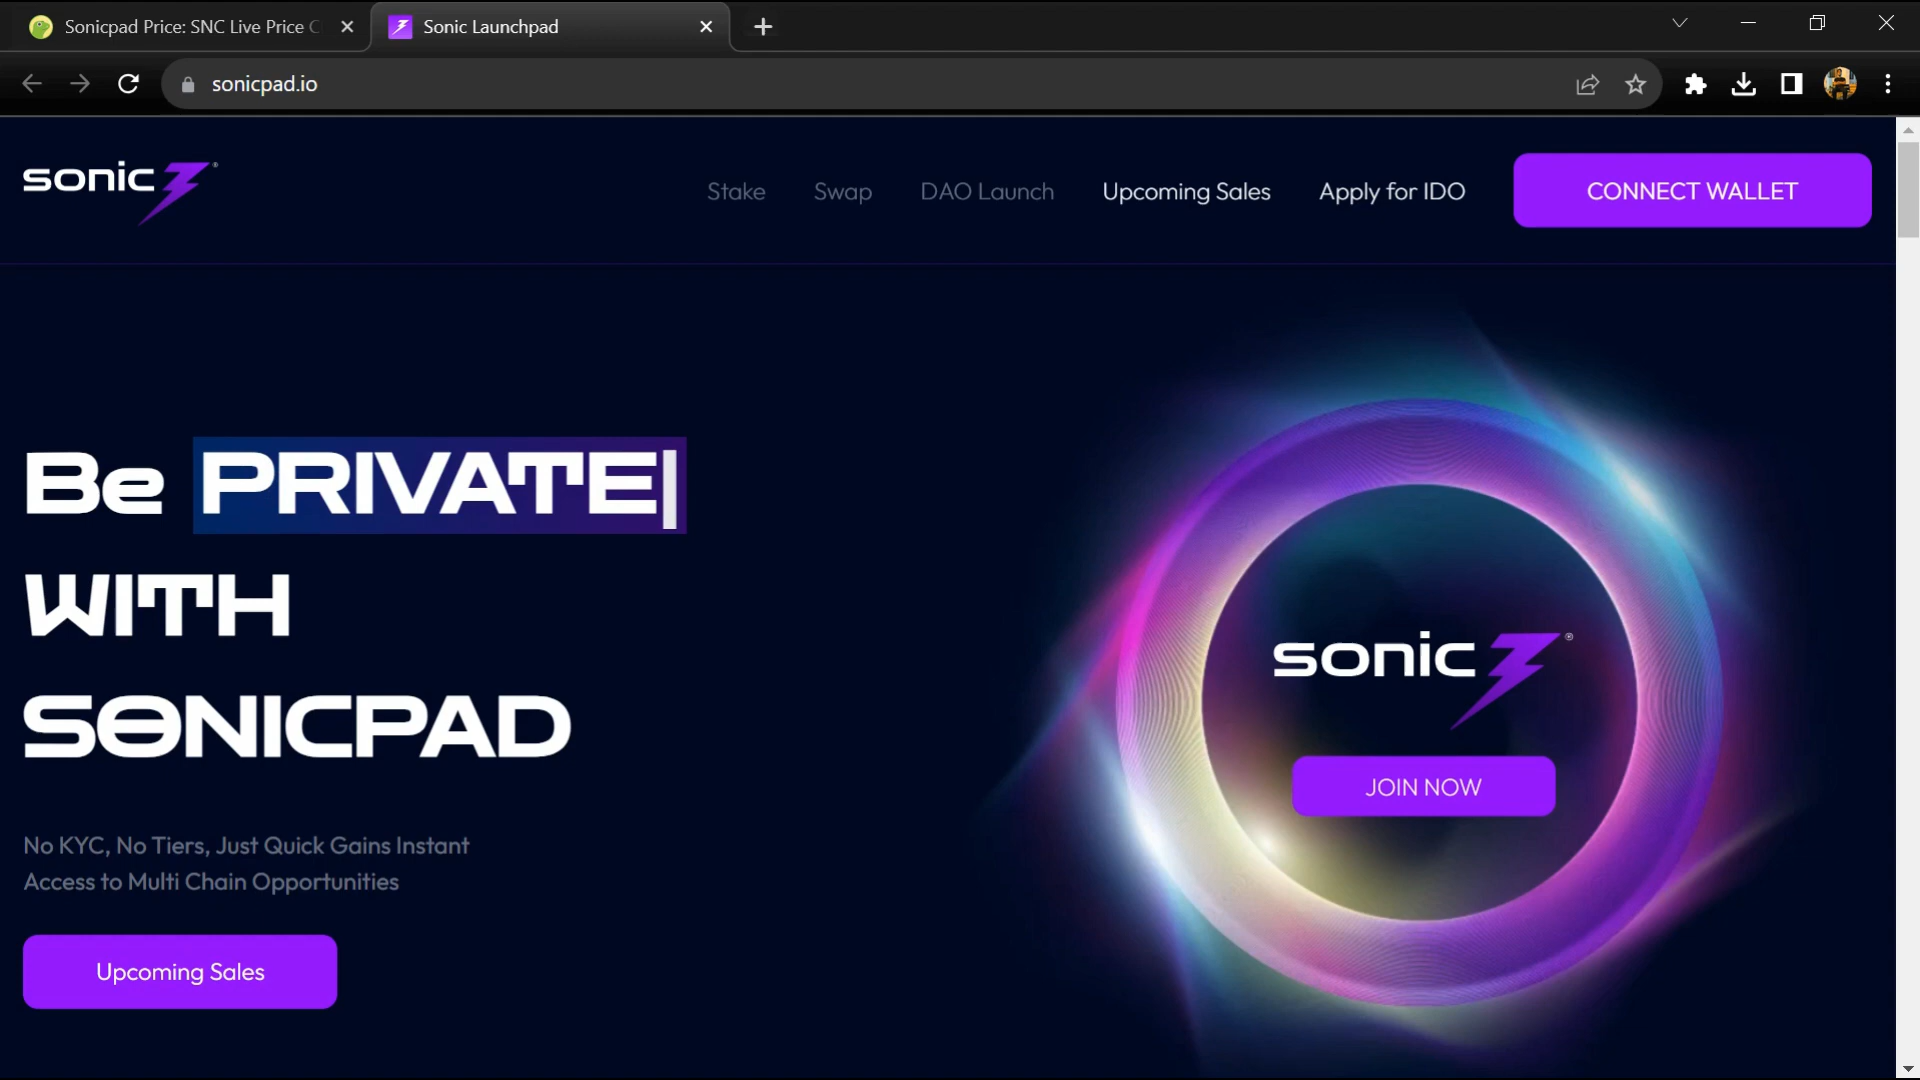 Sonicpad Price: SNC Live Price C
Sonic Launchpad
sonicpad.io
sonic
Stake
Swap
DAO Launch
Upcoming Sales
Apply for IDO
CONNECT WALLET
Be PRIVATE|
WITH
SONICPAD
No KYC, No Tiers, Just Quick Gains Instant
Access to Multi Chain Opportunities
Upcoming Sales
sonic
JOIN NOW